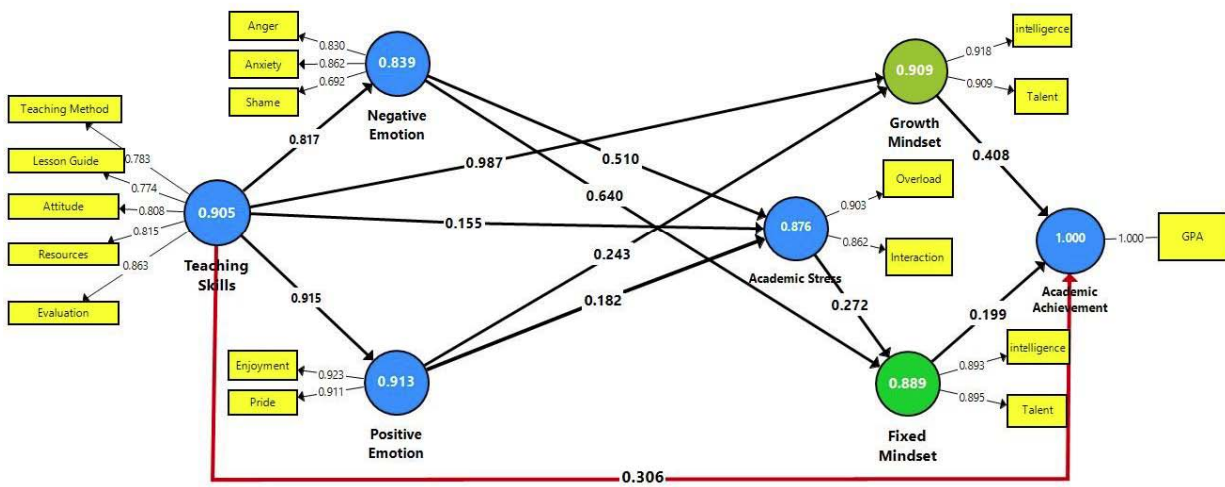 Anger
Anxiety
Shame
0.830
0.862
0.692
0.839
Negative
Emotion
Teaching Method
Lesson Guide
Attitude
Resources
Evaluation
0.783
0.774
0.808
0.815
0.863
0.905
Teaching
Skills
0.817
0.987
0.155
0.915
Enjoyment
Pride
0.923
0.911
0.913
Positive
Emotion
0.510
0.640
0.243
0.182
0.909
Growth
Mindset
0.918
0.909
intelligence
Talent
0.408
0.876
Academic Stress
0.903
0.862
Overload
Interaction
0.272
0.889
Fixed
Mindset
0.893
0.895
intelligence
Talent
0.199
1.000
Academic
Achievement
1.000
GPA
0.306